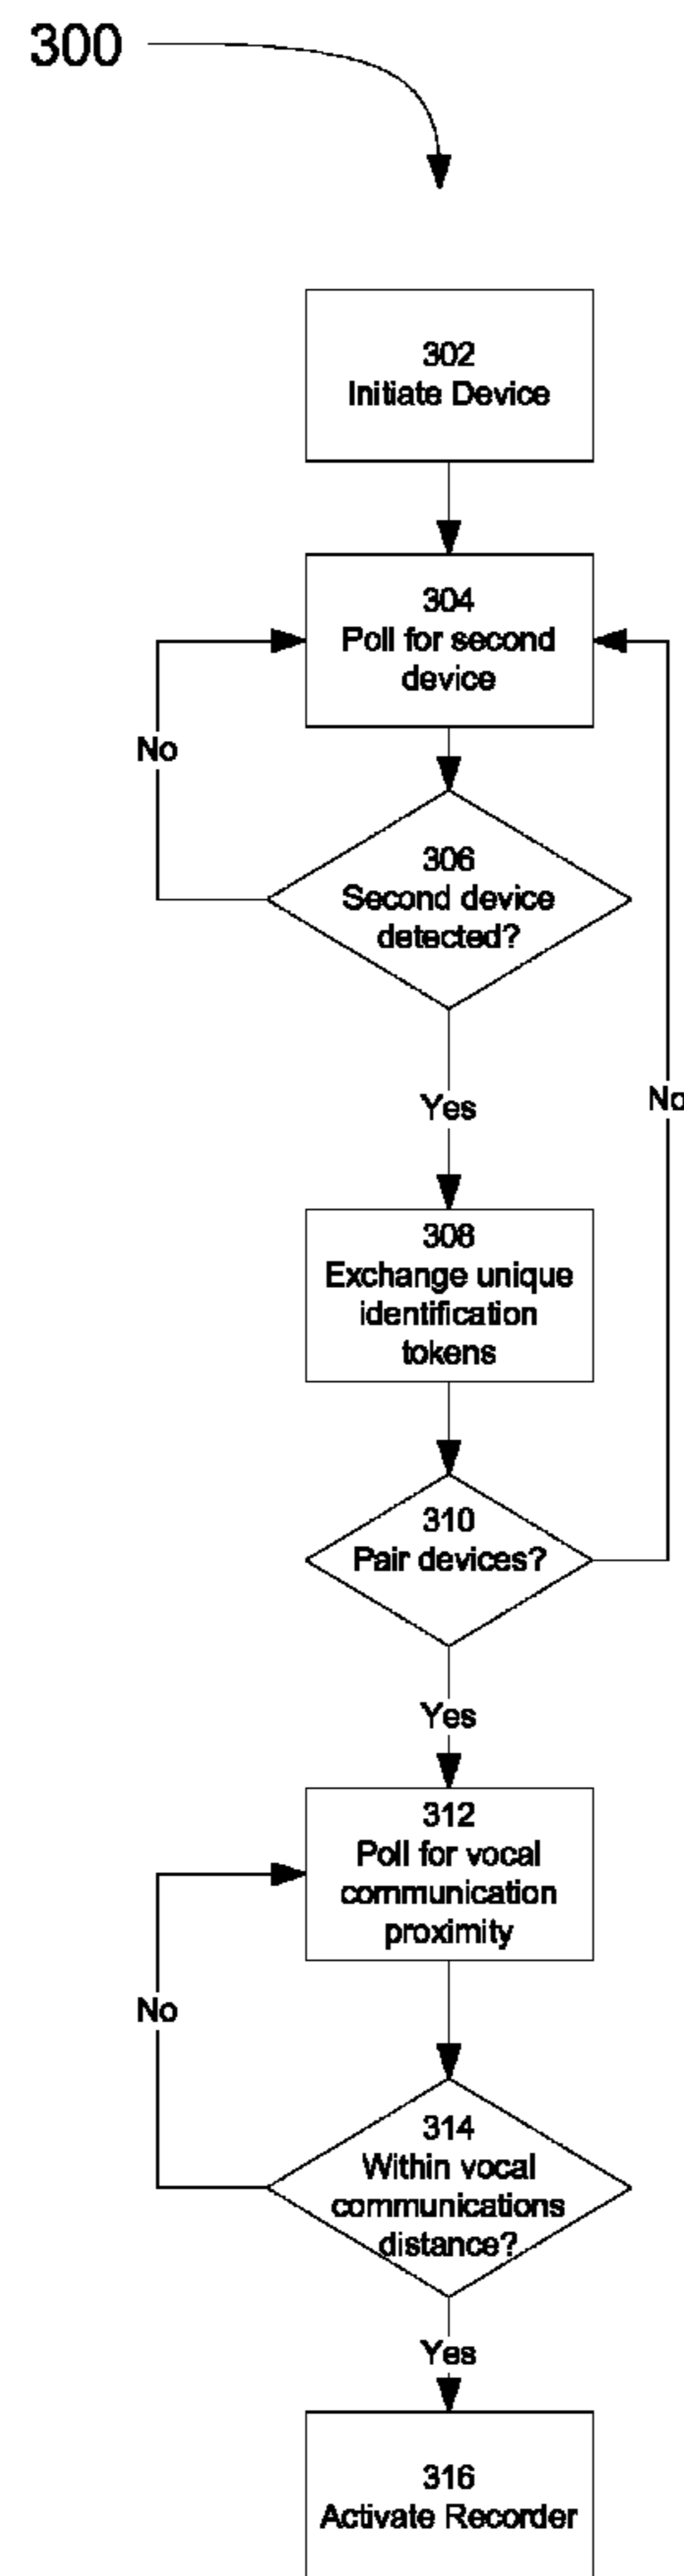 300
302
Initiate Device
304
Poll for second
device
No
306
Second device
detected?
Yes
No
308
Exchange unique
identification
tokens
310
Pair devices?
Yes
312
Poll for vocal
communication
proximity
No
314
Within vocal
communications
distance?
Yes
316
Activate Recorder